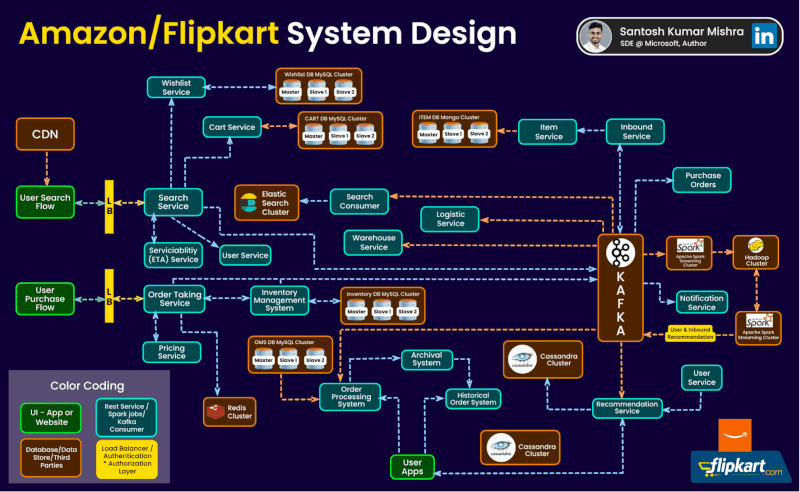 Amazon/Flipkart System Design
Santosh Kumar Mishra
SDE @ Microsoft, Author
in
Wishlist
Service
Wishlist DB MySQL Cluster
Master
Slave 1
Slave 2
CDN
Cart Service
CART DB MySQL Cluster
Master
Slave 1
Slave 2
ITEM DB Mongo Cluster
Master
Slave 1
Slave 2
Item
Service
Inbound
Service
Purchase
Orders
User Search
Flow
LB
Search
Service
Elastic
Search
Cluster
Search
Consumer
Logistic
Service
Warehouse
Service
Serviciablitiy
(ETA) Service
User Service
KAFKA
Spark
Apache Spark
Streaming
Cluster
Hadoop
Cluster
User
Purchase
Flow
LB
Order Taking
Service
Inventory
Management
System
Inventory DB MySQL Cluster
Master
Slave 1
Slave 2
Notification
Service
Spark
Apache Spark
Streaming Cluster
User & Inbound
Recommendation
Pricing
Service
OMS DB MySQL Cluster
Master
Slave 1
Slave 2
Archival
System
cassandra
Cassandra
Cluster
User
Service
Color Coding
UI - App or
Website
Rest Service /
Spark jobs/
Kafka
Consumer
Database/Data
Store/Third
Parties
Load Balancer /
Authentication
* Authorization
Layer
Redis
Cluster
Order
Processing
System
Historical
Order System
Recommendation
Service
User
Apps
cassandra
Cassandra
Cluster
flipkart.com